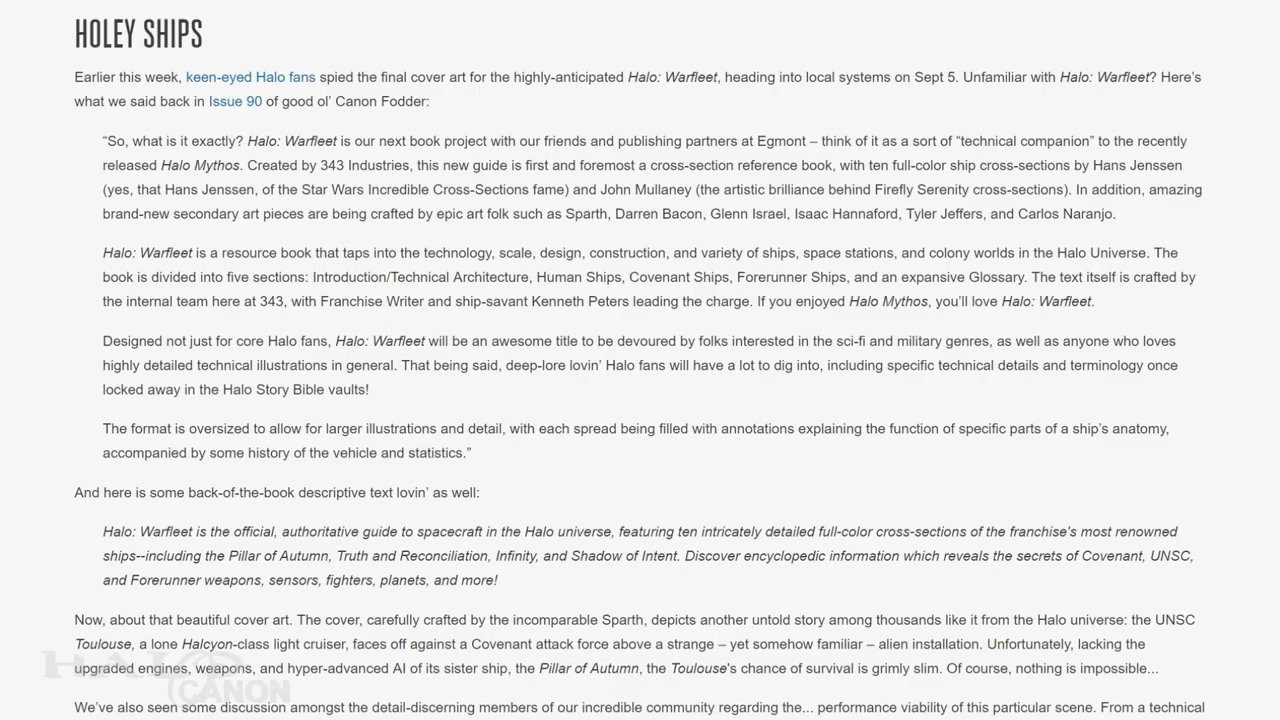 HOLEY SHIPS
Earlier this week, keen-eyed Halo fans spied the final cover art for the highly-anticipated Halo: Warfleet, heading into local systems on Sept 5. Unfamiliar with Halo: Warfleet? Here's
what we said back in Issue 90 of good ol' Canon Fodder:
“So, what is it exactly? Halo: Warfleet is our next book project with our friends and publishing partners at Egmont – think of it as a sort of “technical companion” to the recently
released Halo Mythos. Created by 343 Industries, this new guide is first and foremost a cross-section reference book, with ten full-color ship cross-sections by Hans Jenssen
(yes, that Hans Jenssen, of the Star Wars Incredible Cross-Sections fame) and John Mullaney (the artistic brilliance behind Firefly Serenity cross-sections). In addition, amazing
brand-new secondary art pieces are being crafted by epic art folk such as Sparth, Darren Bacon, Glenn Israel, Isaac Hannaford, Tyler Jeffers, and Carlos Naranjo.
Halo: Warfleet is a resource book that taps into the technology, scale, design, construction, and variety of ships, space stations, and colony worlds in the Halo Universe. The
book is divided into five sections: Introduction/Technical Architecture, Human Ships, Covenant Ships, Forerunner Ships, and an expansive Glossary. The text itself is crafted by
the internal team here at 343, with Franchise Writer and ship-savant Kenneth Peters leading the charge. If you enjoyed Halo Mythos, you'll love Halo: Warfleet.
Designed not just for core Halo fans, Halo: Warfleet will be an awesome title to be devoured by folks interested in the sci-fi and military genres, as well as anyone who loves
highly detailed technical illustrations in general. That being said, deep-lore lovin' Halo fans will have a lot to dig into, including specific technical details and terminology once
locked away in the Halo Story Bible vaults!
The format is oversized to allow for larger illustrations and detail, with each spread being filled with annotations explaining the function of specific parts of a ship's anatomy,
accompanied by some history of the vehicle and statistics.”
And here is some back-of-the-book descriptive text lovin' as well:
Halo: Warfleet is the official, authoritative guide to spacecraft in the Halo universe, featuring ten intricately detailed full-color cross-sections of the franchise's most renowned
ships--including the Pillar of Autumn, Truth and Reconciliation, Infinity, and Shadow of Intent. Discover encyclopedic information which reveals the secrets of Covenant, UNSC,
and Forerunner weapons, sensors, fighters, planets, and more!
Now, about that beautiful cover art. The cover, carefully crafted by the incomparable Sparth, depicts another untold story among thousands like it from the Halo universe: the UNSC
Toulouse, a lone Halcyon-class light cruiser, faces off against a Covenant attack force above a strange – yet somehow familiar – alien installation. Unfortunately, lacking the
upgraded engines, weapons, and hyper-advanced AI of its sister ship, the Pillar of Autumn, the Toulouse's chance of survival is grimly slim. Of course, nothing is impossible...
HALO
CANON
We've also seen some discussion amongst the detail-discerning members of our incredible community regarding the... performance viability of this particular scene. From a technical